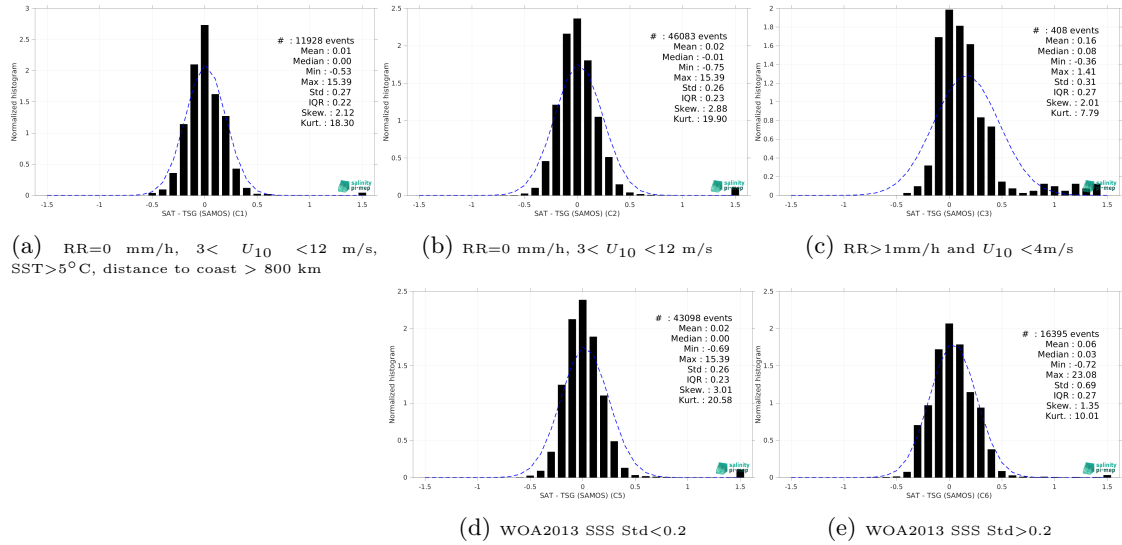 3
2.5
2
1.5
1
0.5
0
Normalized histogram
# : 11928 events
Mean : 0.01
Median : 0.00
Min : -0.53
Max : 15.39
Std : 0.27
IQR : 0.22
Skew. : 2.12
Kurt. : 18.30
salinity
pi-mep
-1.5 -1 -0.5 0 0.5 1 1.5
SAT - TSG (SAMOS) (C1)
(a) RR=0 mm/h, 3< U10 <12 m/s,
SST>5°C, distance to coast > 800 km
2.5
2
1.5
1
0.5
0
Normalized histogram
# : 46083 events
Mean : 0.02
Median : -0.01
Min : -0.75
Max : 15.39
Std : 0.26
IQR : 0.23
Skew. : 2.88
Kurt. : 19.90
salinity
pi-mep
-1.5 -1 -0.5 0 0.5 1 1.5
SAT - TSG (SAMOS) (C2)
(b) RR=0 mm/h, 3< U10 <12 m/s
2
1.8
1.6
1.4
1.2
1
0.8
0.6
0.4
0.2
0
Normalized histogram
# : 408 events
Mean : 0.16
Median : 0.08
Min : -0.36
Max : 1.41
Std : 0.31
IQR : 0.27
Skew. : 2.01
Kurt. : 7.79
salinity
pi-mep
-1.5 -1 -0.5 0 0.5 1 1.5
SAT - TSG (SAMOS) (C3)
(c) RR>1mm/h and U10 <4m/s
2.5
2
1.5
1
0.5
0
Normalized histogram
# : 43098 events
Mean : 0.02
Median : 0.00
Min : -0.69
Max : 15.39
Std : 0.26
IQR : 0.23
Skew. : 3.01
Kurt. : 20.58
salinity
pi-mep
-1.5 -1 -0.5 0 0.5 1 1.5
SAT - TSG (SAMOS) (C5)
(d) WOA2013 SSS Std<0.2
2.5
2
1.5
1
0.5
0
Normalized histogram
# : 16395 events
Mean : 0.06
Median : 0.03
Min : -0.72
Max : 23.08
Std : 0.69
IQR : 0.27
Skew. : 1.35
Kurt. : 10.01
salinity
pi-mep
-1.5 -1 -0.5 0 0.5 1 1.5
SAT - TSG (SAMOS) (C6)
(e) WOA2013 SSS Std>0.2